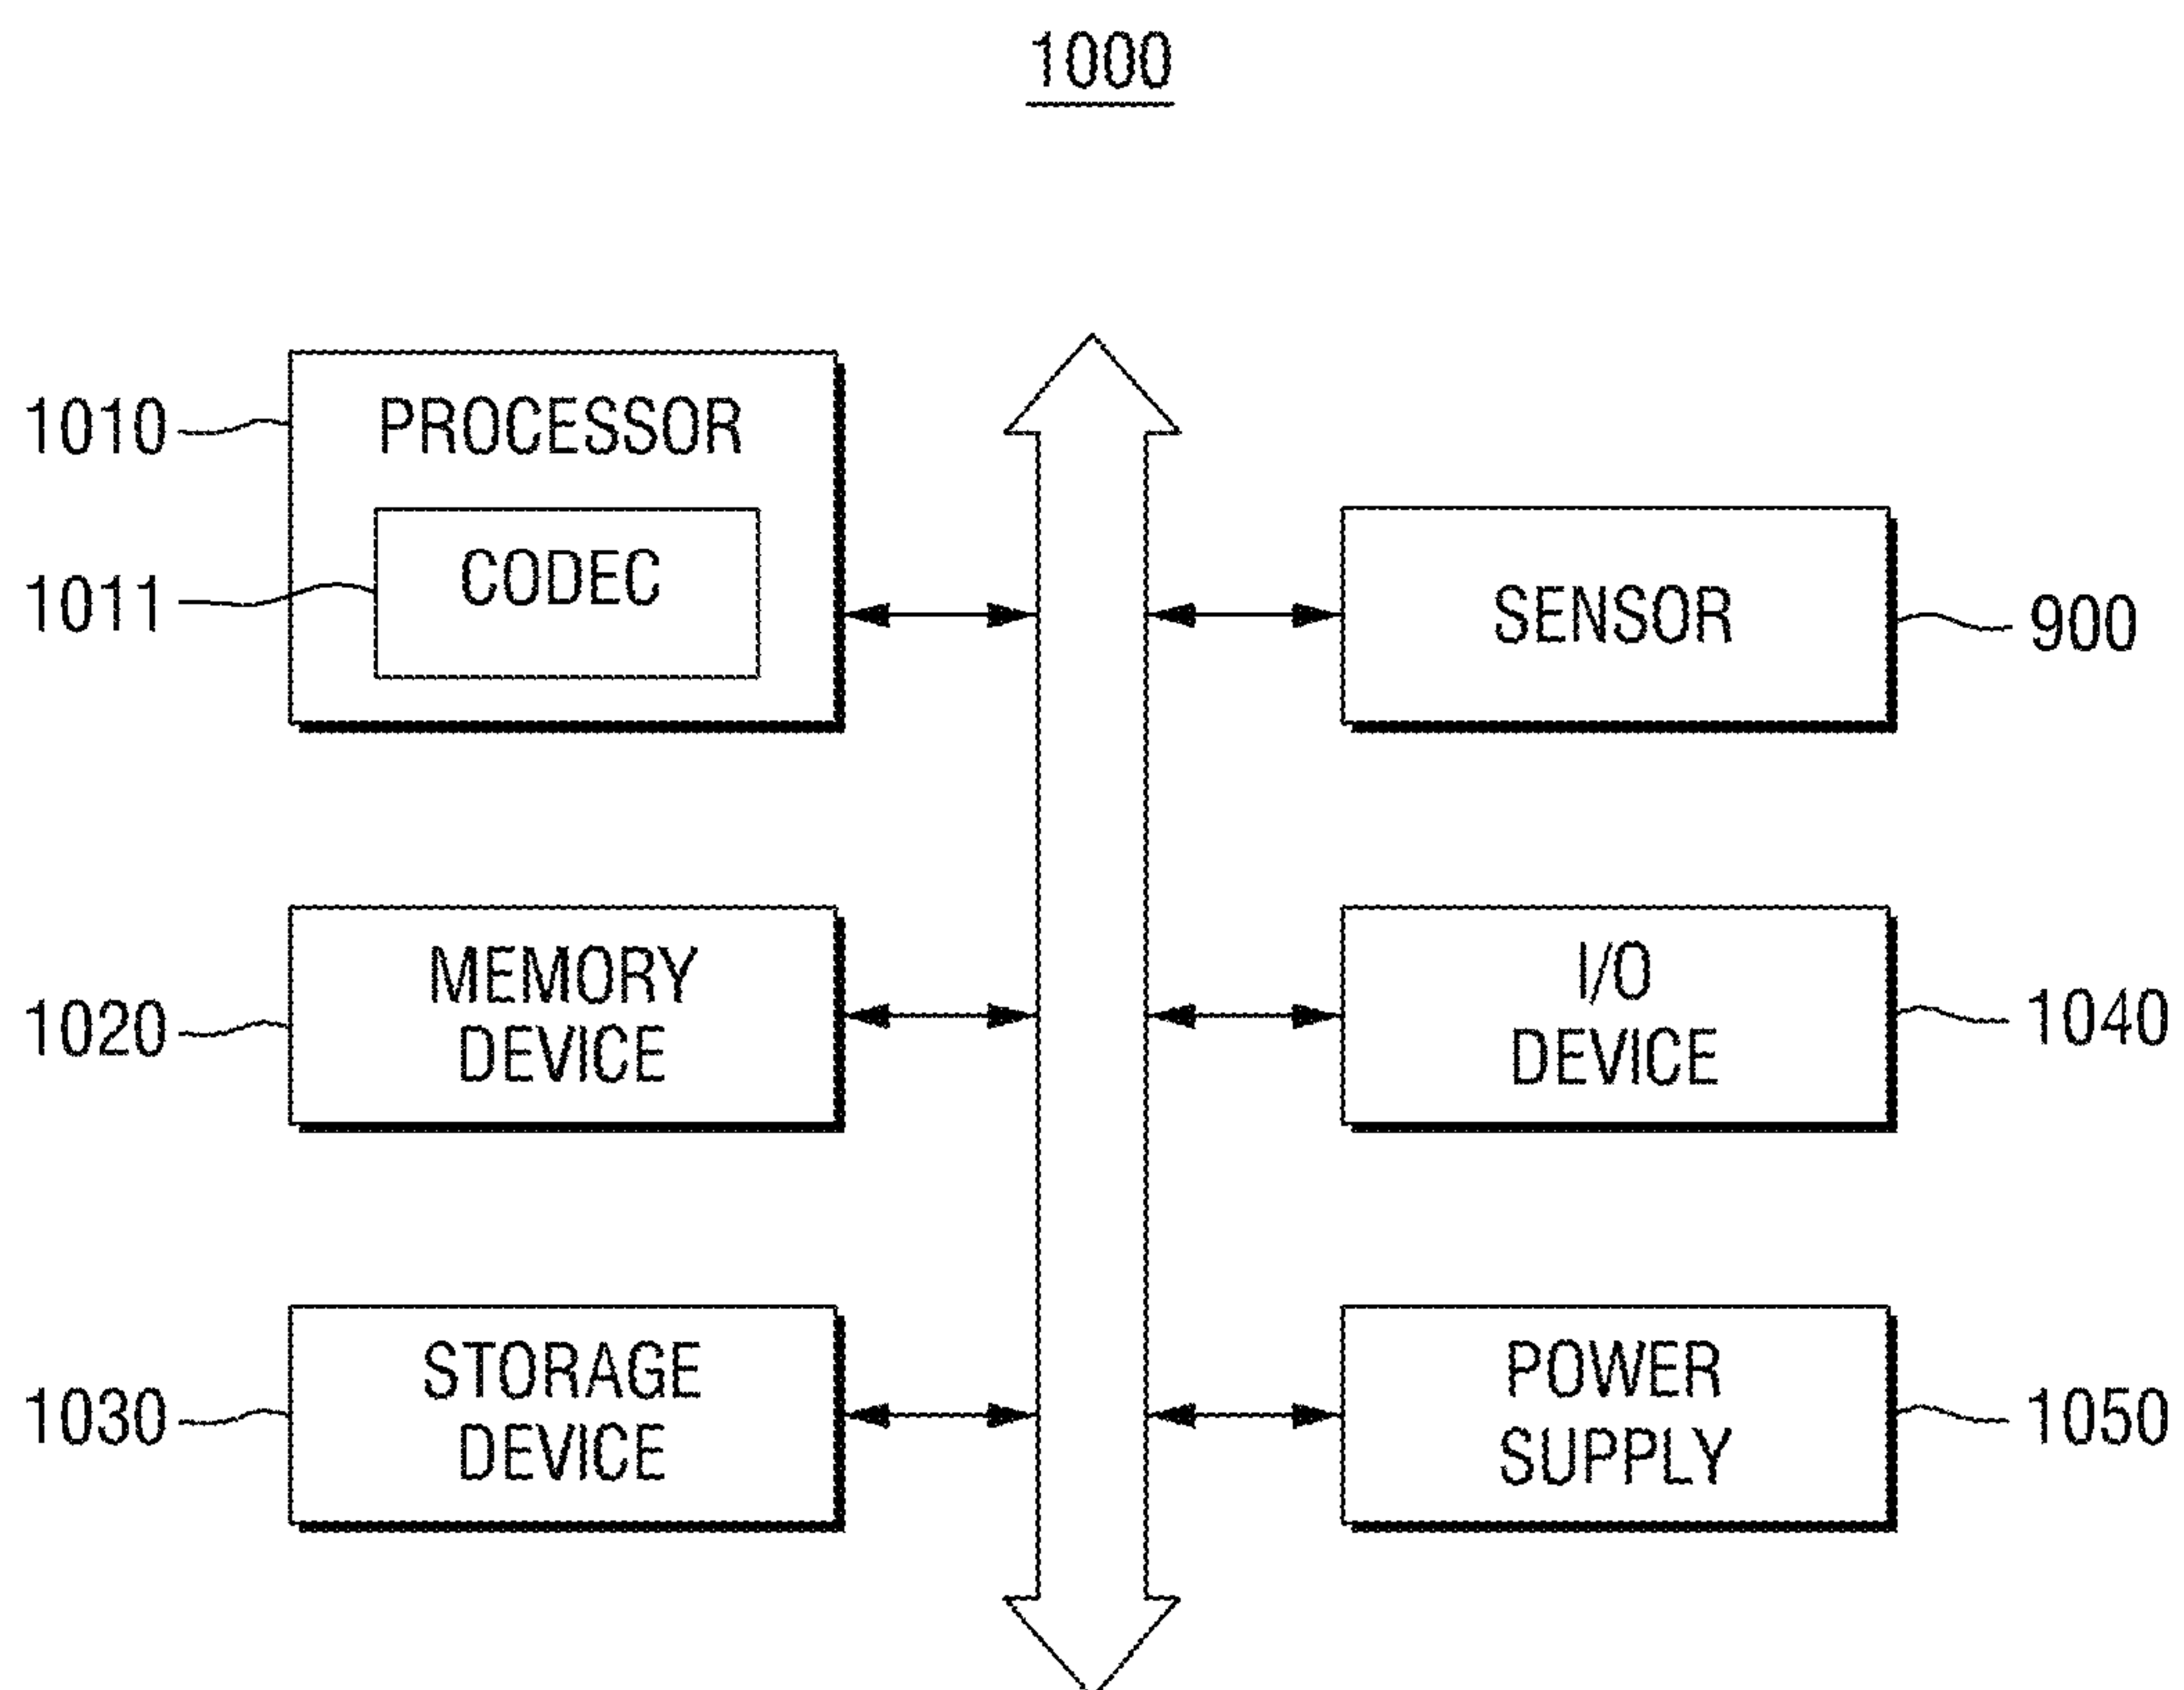 1000
1010
PROCESSOR
1011
CODEC
SENSOR
900
1020
MEMORY
DEVICE
I/O
DEVICE
1040
1030
STORAGE
DEVICE
POWER
SUPPLY
1050